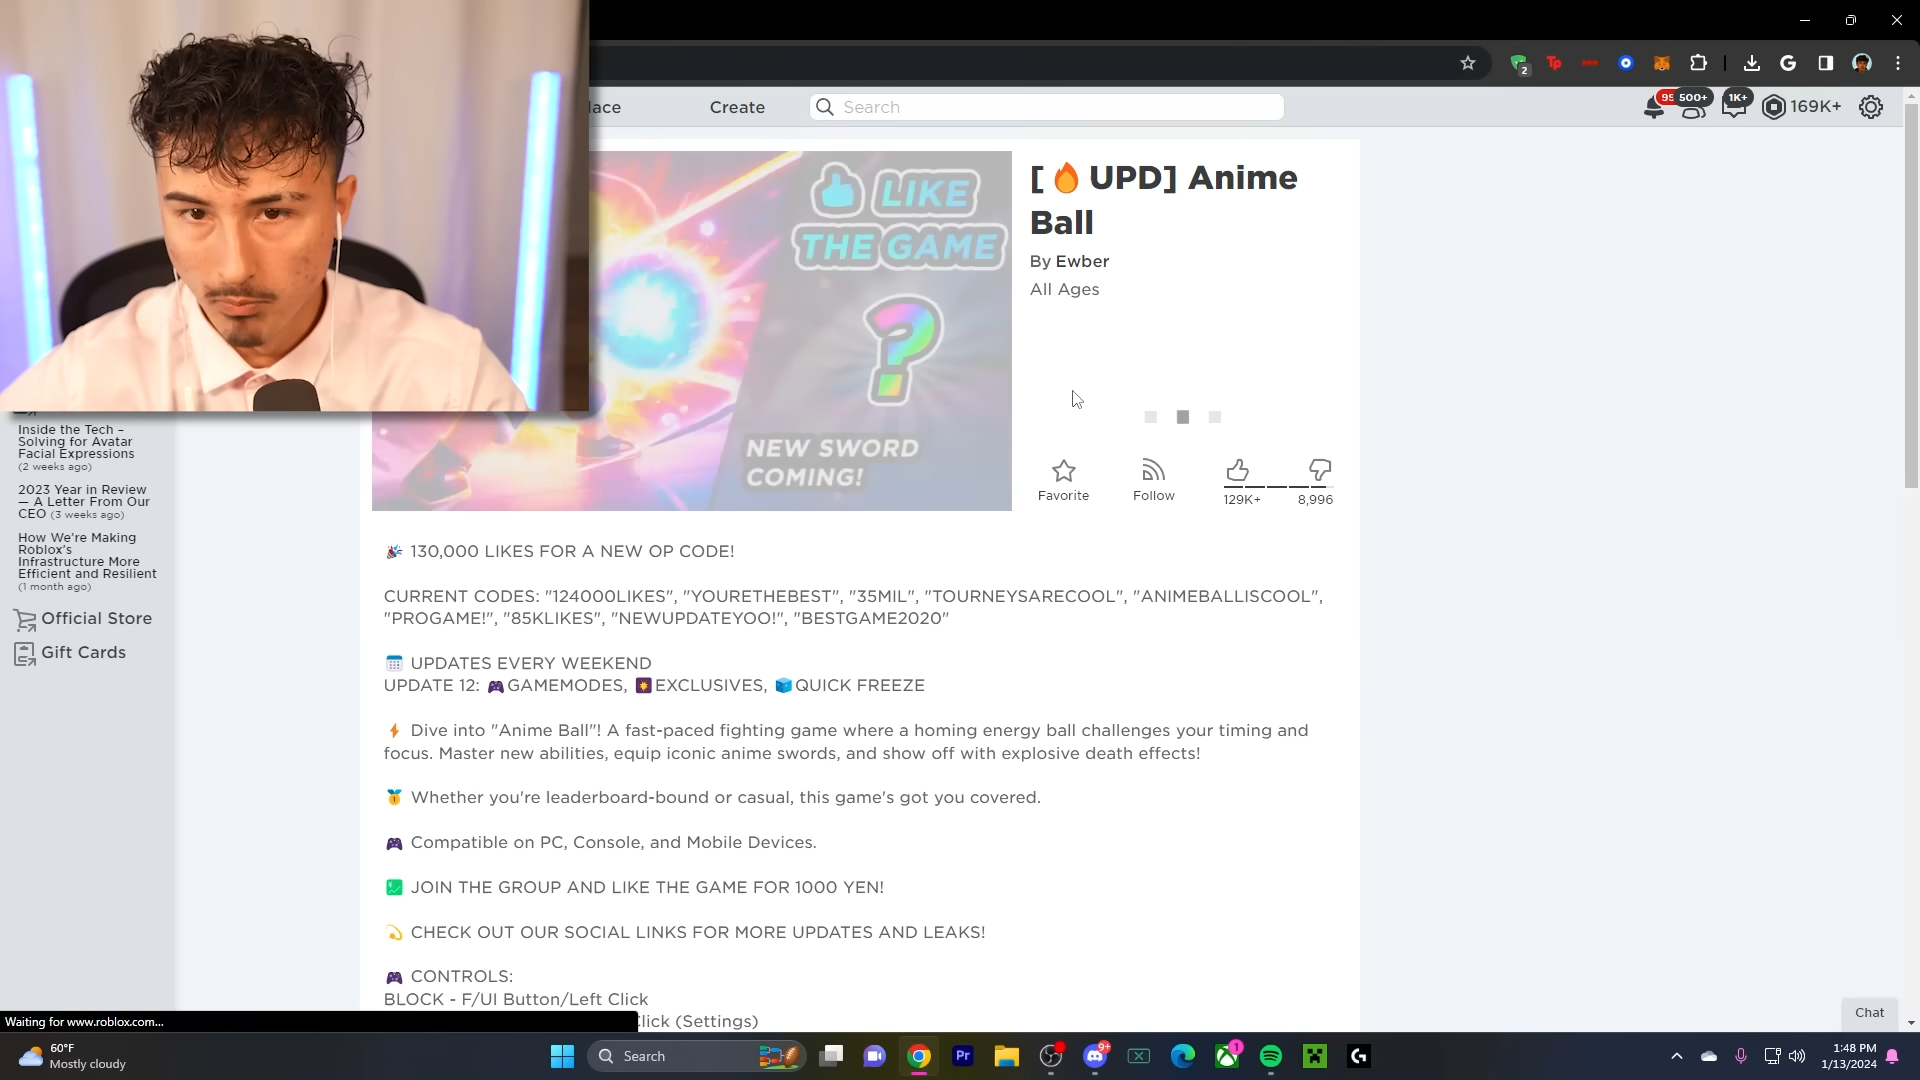 lace
Create
Search
2
Tp
95
500+
1K+
169K+
LIKE
THE GAME
NEW SWORD
COMING!
[🔥 UPD] Anime
Ball
By Ewber
All Ages
Favorite
Follow
129K+
8,996
Inside the Tech –
Solving for Avatar
Facial Expressions
(2 weeks ago)
2023 Year in Review
— A Letter From Our
CEO (3 weeks ago)
How We're Making
Roblox's
Infrastructure More
Efficient and Resilient
(1 month ago)
Official Store
Gift Cards
🎉 130,000 LIKES FOR A NEW OP CODE!
CURRENT CODES: "124000LIKES", "YOURETHEBEST", "35MIL", "TOURNEYSARECOOL", "ANIMEBALLISCOOL",
"PROGAME!", "85KLIKES", "NEWUPDATEYOO!", "BESTGAME2020"
UPDATES EVERY WEEKEND
UPDATE 12: 🎮GAMEMODES, EXCLUSIVES, QUICK FREEZE
⚡ Dive into "Anime Ball"! A fast-paced fighting game where a homing energy ball challenges your timing and
focus. Master new abilities, equip iconic anime swords, and show off with explosive death effects!
🥇 Whether you're leaderboard-bound or casual, this game's got you covered.
🎮 Compatible on PC, Console, and Mobile Devices.
💹 JOIN THE GROUP AND LIKE THE GAME FOR 1000 YEN!
💫 CHECK OUT OUR SOCIAL LINKS FOR MORE UPDATES AND LEAKS!
🎮 CONTROLS:
BLOCK - F/UI Button/Left Click
Click (Settings)
Waiting for www.roblox.com...
Chat
60°F
Mostly cloudy
Search
Pr
9+
1
1:48 PM
1/13/2024